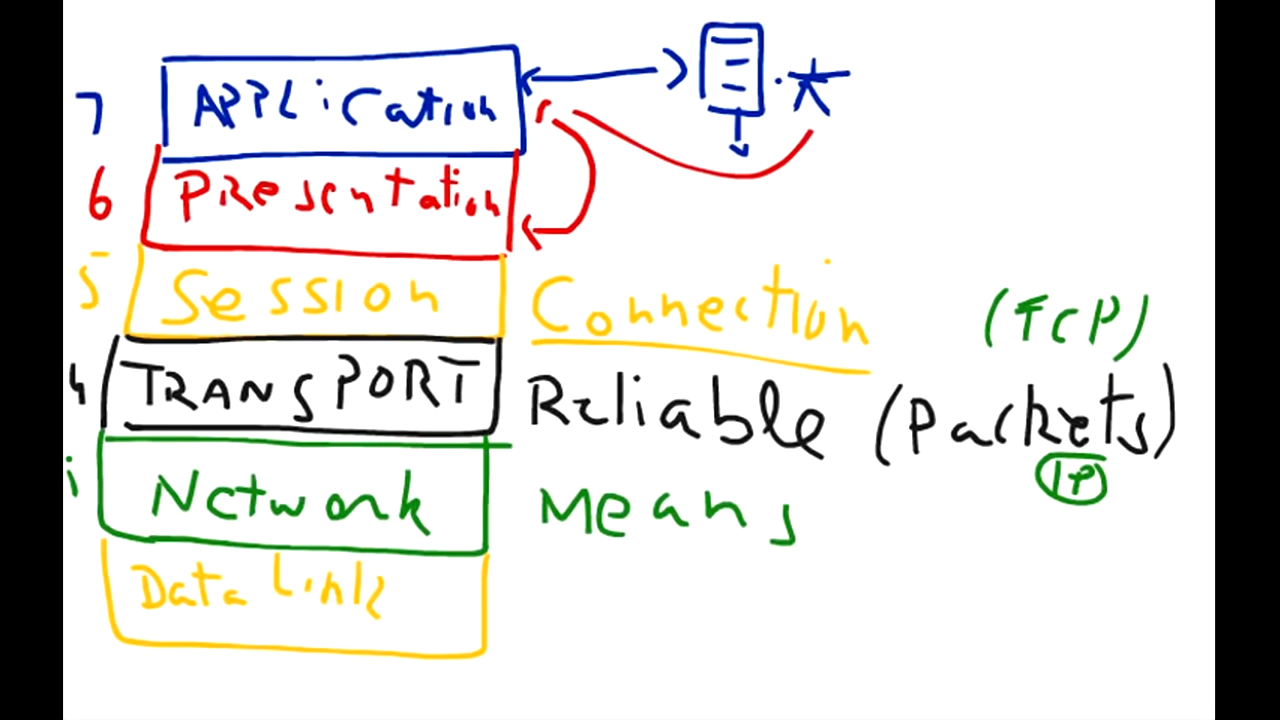 7 APPLication
6 PResentation
5 Session Connection (TCP)
4 TRANSPORT Reliable (Packets)
Network Means IP
Data Link